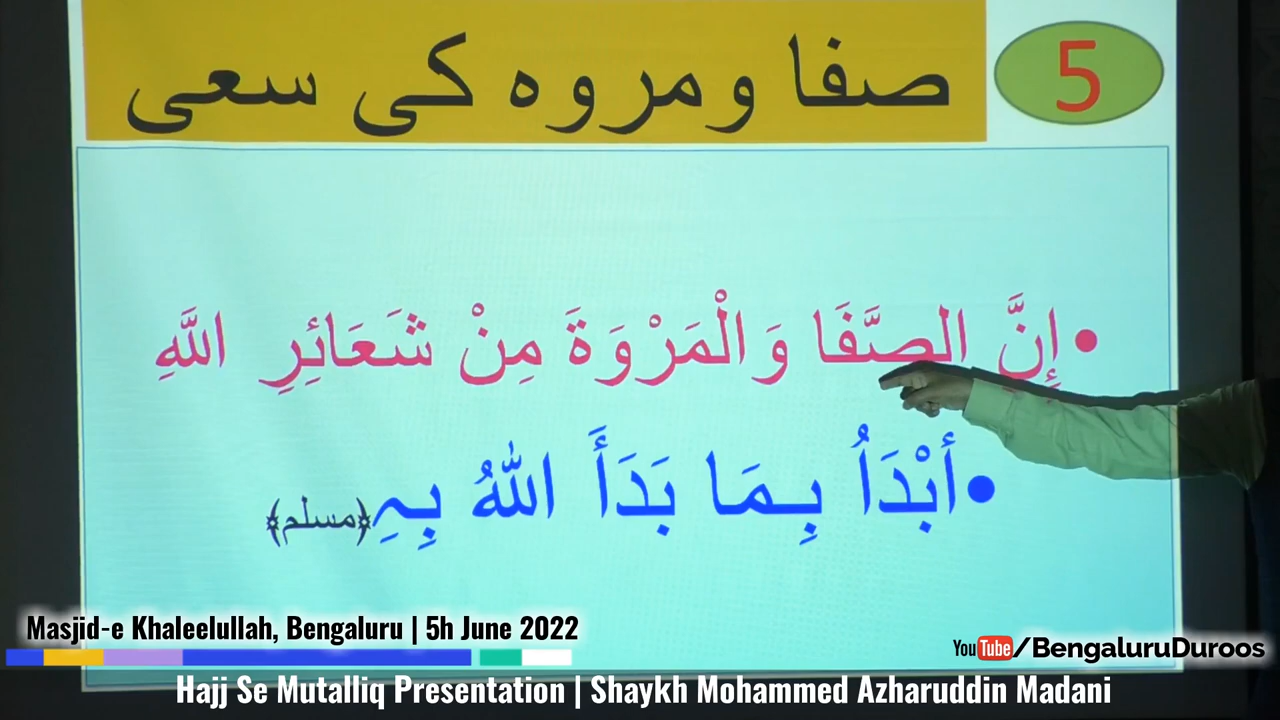 صفا ومروہ کی سعی
5
• إِنَّ الصَّفَا وَالْمَرْوَةَ مِنْ شَعَائِرِ اللَّهِ
• أَبْدَأُ بِمَا بَدَأَ اللّٰهُ بِہِ ﴿مسلم﴾
Masjid-e Khaleelullah, Bengaluru | 5h June 2022
YouTube/BengaluruDuroos
Hajj Se Mutalliq Presentation | Shaykh Mohammed Azharuddin Madani